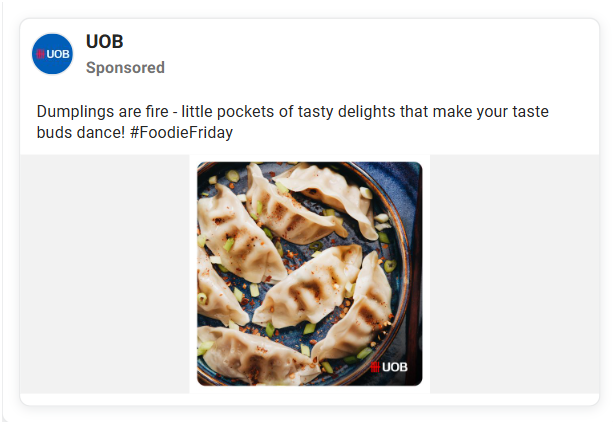 UOB
UOB
Sponsored
Dumplings are fire - little pockets of tasty delights that make your taste
buds dance! #FoodieFriday
UOB